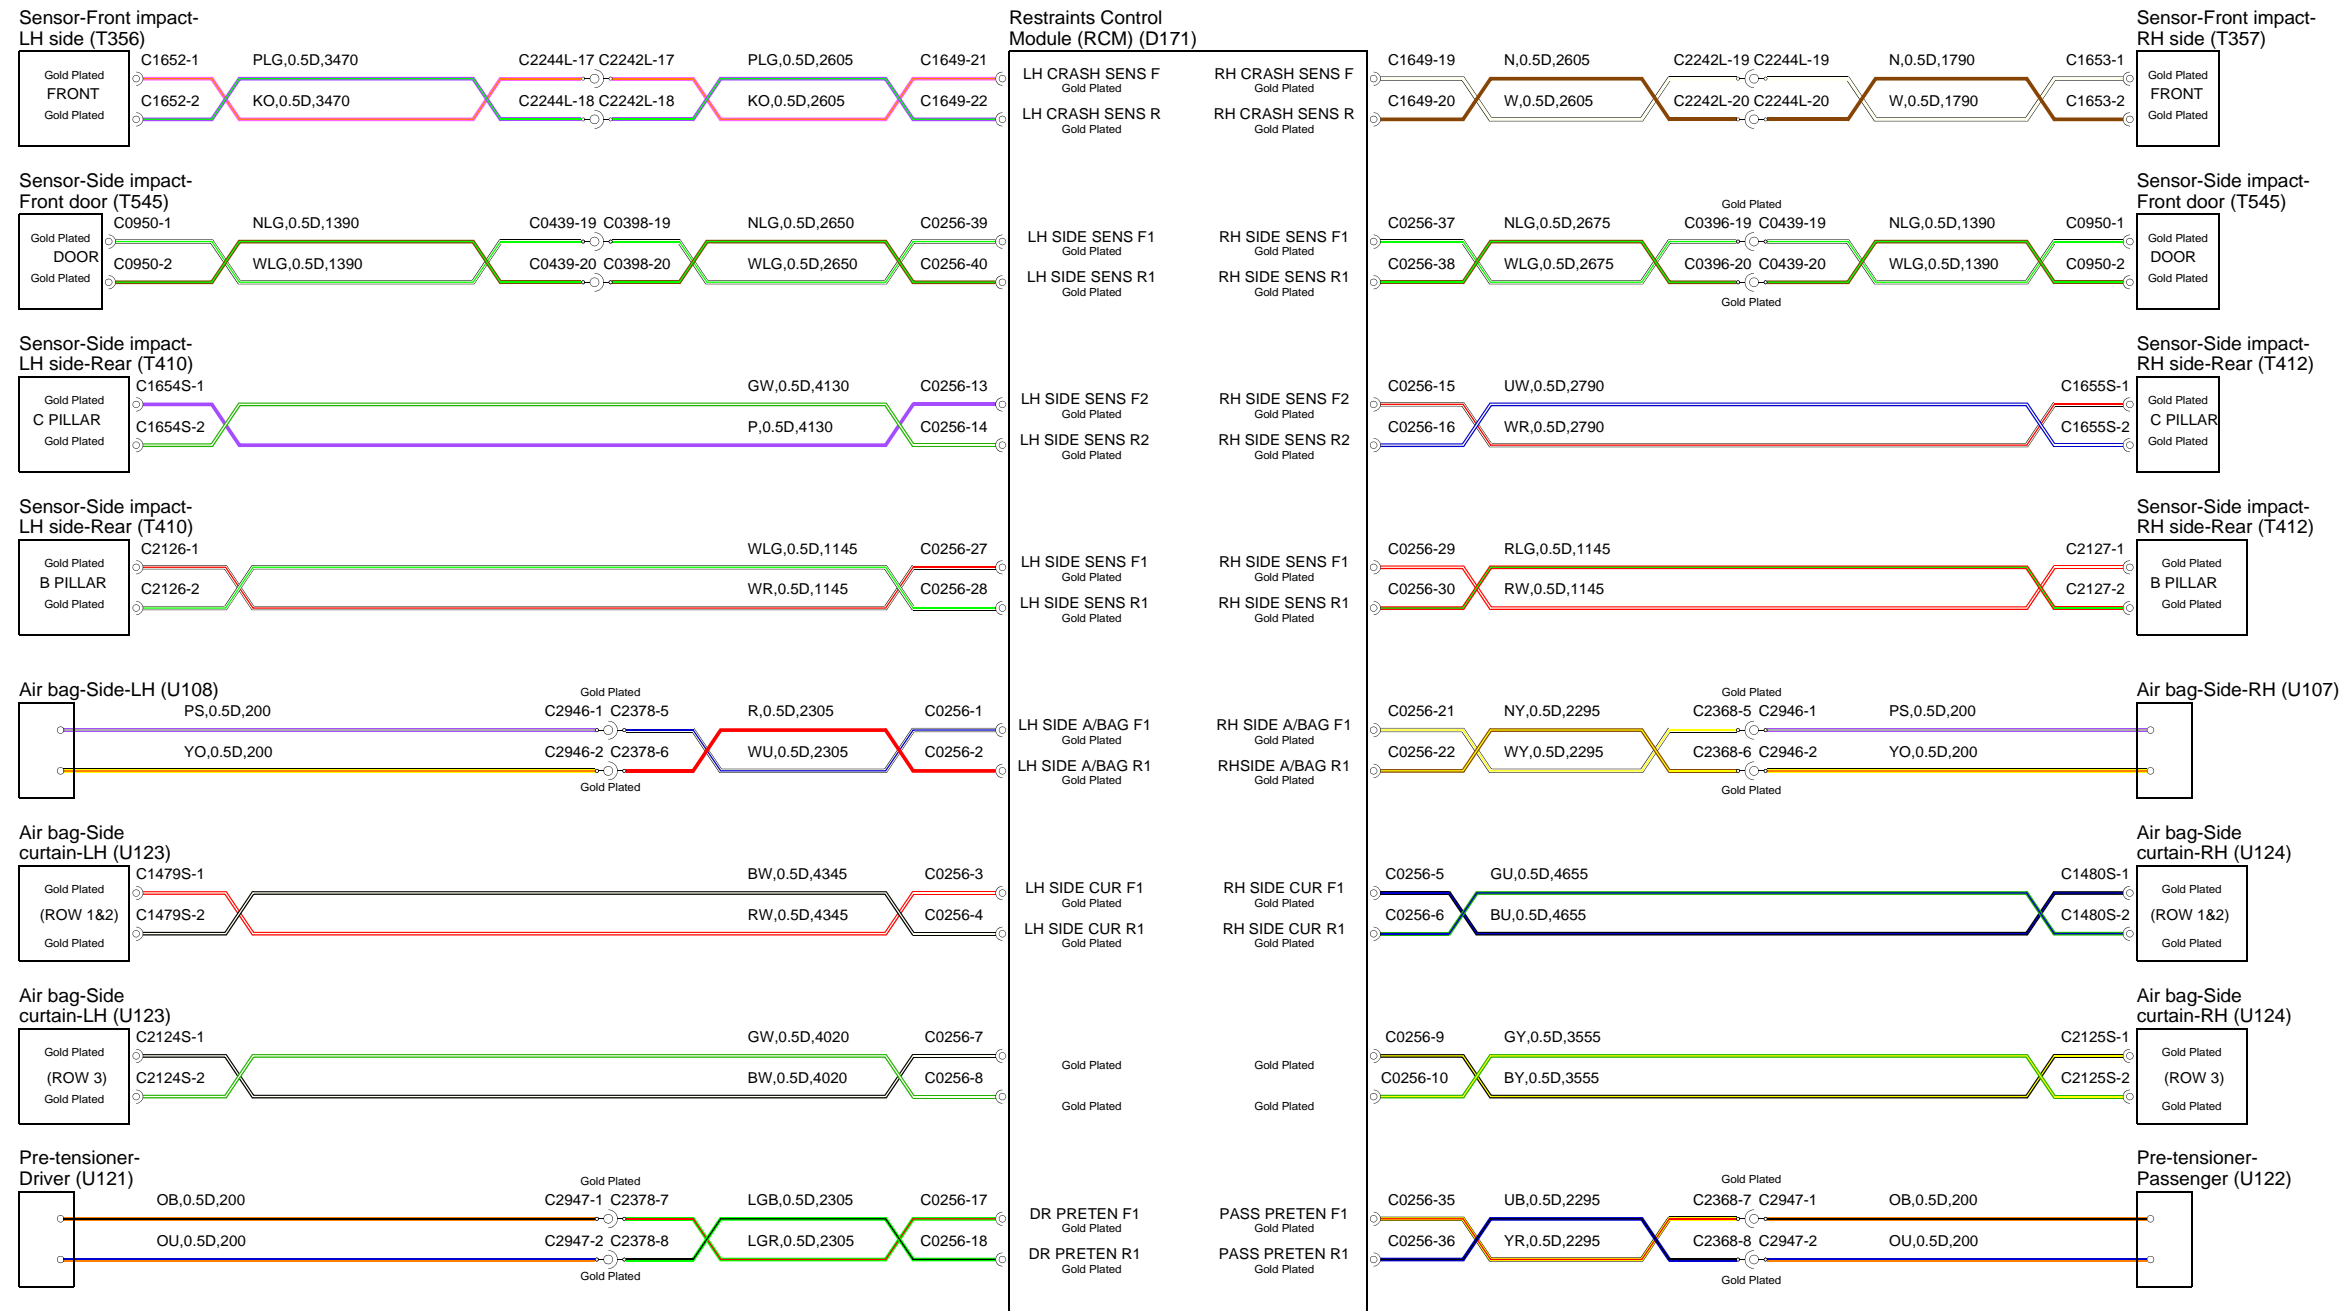 Sensor-Front impact-
LH side (T356)
Restraints Control
Module (RCM) (D171)
Sensor-Front impact-
RH side (T357)
C1652-1 PLG,0.5D,3470 C2244L-17 C2242L-17 PLG,0.5D,2605 C1649-21
Gold Plated
FRONT
Gold Plated
C1652-2 KO,0.5D,3470 C2244L-18 C2242L-18 KO,0.5D,2605 C1649-22
LH CRASH SENS F
Gold Plated
LH CRASH SENS R
Gold Plated
RH CRASH SENS F
Gold Plated
RH CRASH SENS R
Gold Plated
C1649-19 N,0.5D,2605 C2242L-19 C2244L-19 N,0.5D,1790 C1653-1
C1649-20 W,0.5D,2605 C2242L-20 C2244L-20 W,0.5D,1790 C1653-2
Gold Plated
FRONT
Gold Plated
Sensor-Side impact-
Front door (T545)
C0950-1 NLG,0.5D,1390 C0439-19 C0398-19 NLG,0.5D,2650 C0256-39
Gold Plated
DOOR
Gold Plated
C0950-2 WLG,0.5D,1390 C0439-20 C0398-20 WLG,0.5D,2650 C0256-40
LH SIDE SENS F1
Gold Plated
LH SIDE SENS R1
Gold Plated
RH SIDE SENS F1
Gold Plated
RH SIDE SENS R1
Gold Plated
Gold Plated
C0256-37 NLG,0.5D,2675 C0396-19 C0439-19 NLG,0.5D,1390 C0950-1
C0256-38 WLG,0.5D,2675 C0396-20 C0439-20 WLG,0.5D,1390 C0950-2
Gold Plated
Sensor-Side impact-
Front door (T545)
Gold Plated
DOOR
Gold Plated
Sensor-Side impact-
LH side-Rear (T410)
C1654S-1 GW,0.5D,4130 C0256-13
Gold Plated
C PILLAR
Gold Plated
C1654S-2 P,0.5D,4130 C0256-14
LH SIDE SENS F2
Gold Plated
LH SIDE SENS R2
Gold Plated
RH SIDE SENS F2
Gold Plated
RH SIDE SENS R2
Gold Plated
C0256-15 UW,0.5D,2790 C1655S-1
C0256-16 WR,0.5D,2790 C1655S-2
Sensor-Side impact-
RH side-Rear (T412)
Gold Plated
C PILLAR
Gold Plated
Sensor-Side impact-
LH side-Rear (T410)
C2126-1 WLG,0.5D,1145 C0256-27
Gold Plated
B PILLAR
Gold Plated
C2126-2 WR,0.5D,1145 C0256-28
LH SIDE SENS F1
Gold Plated
LH SIDE SENS R1
Gold Plated
RH SIDE SENS F1
Gold Plated
RH SIDE SENS R1
Gold Plated
C0256-29 RLG,0.5D,1145 C2127-1
C0256-30 RW,0.5D,1145 C2127-2
Sensor-Side impact-
RH side-Rear (T412)
Gold Plated
B PILLAR
Gold Plated
Air bag-Side-LH (U108)
Gold Plated
PS,0.5D,200 C2946-1 C2378-5 R,0.5D,2305 C0256-1
YO,0.5D,200 C2946-2 C2378-6 WU,0.5D,2305 C0256-2
Gold Plated
LH SIDE A/BAG F1
Gold Plated
LH SIDE A/BAG R1
Gold Plated
RH SIDE A/BAG F1
Gold Plated
RHSIDE A/BAG R1
Gold Plated
Gold Plated
C0256-21 NY,0.5D,2295 C2368-5 C2946-1 PS,0.5D,200
C0256-22 WY,0.5D,2295 C2368-6 C2946-2 YO,0.5D,200
Gold Plated
Air bag-Side-RH (U107)
Air bag-Side
curtain-LH (U123)
C1479S-1 BW,0.5D,4345 C0256-3
Gold Plated
(ROW 1&2)
Gold Plated
C1479S-2 RW,0.5D,4345 C0256-4
LH SIDE CUR F1
Gold Plated
LH SIDE CUR R1
Gold Plated
RH SIDE CUR F1
Gold Plated
RH SIDE CUR R1
Gold Plated
C0256-5 GU,0.5D,4655 C1480S-1
C0256-6 BU,0.5D,4655 C1480S-2
Air bag-Side
curtain-RH (U124)
Gold Plated
(ROW 1&2)
Gold Plated
Air bag-Side
curtain-LH (U123)
C2124S-1 GW,0.5D,4020 C0256-7
Gold Plated
(ROW 3)
Gold Plated
C2124S-2 BW,0.5D,4020 C0256-8
Gold Plated
Gold Plated
Gold Plated
Gold Plated
C0256-9 GY,0.5D,3555 C2125S-1
C0256-10 BY,0.5D,3555 C2125S-2
Air bag-Side
curtain-RH (U124)
Gold Plated
(ROW 3)
Gold Plated
Pre-tensioner-
Driver (U121)
Gold Plated
OB,0.5D,200 C2947-1 C2378-7 LGB,0.5D,2305 C0256-17
OU,0.5D,200 C2947-2 C2378-8 LGR,0.5D,2305 C0256-18
Gold Plated
DR PRETEN F1
Gold Plated
DR PRETEN R1
Gold Plated
PASS PRETEN F1
Gold Plated
PASS PRETEN R1
Gold Plated
Gold Plated
C0256-35 UB,0.5D,2295 C2368-7 C2947-1 OB,0.5D,200
C0256-36 YR,0.5D,2295 C2368-8 C2947-2 OU,0.5D,200
Gold Plated
Pre-tensioner-
Passenger (U122)